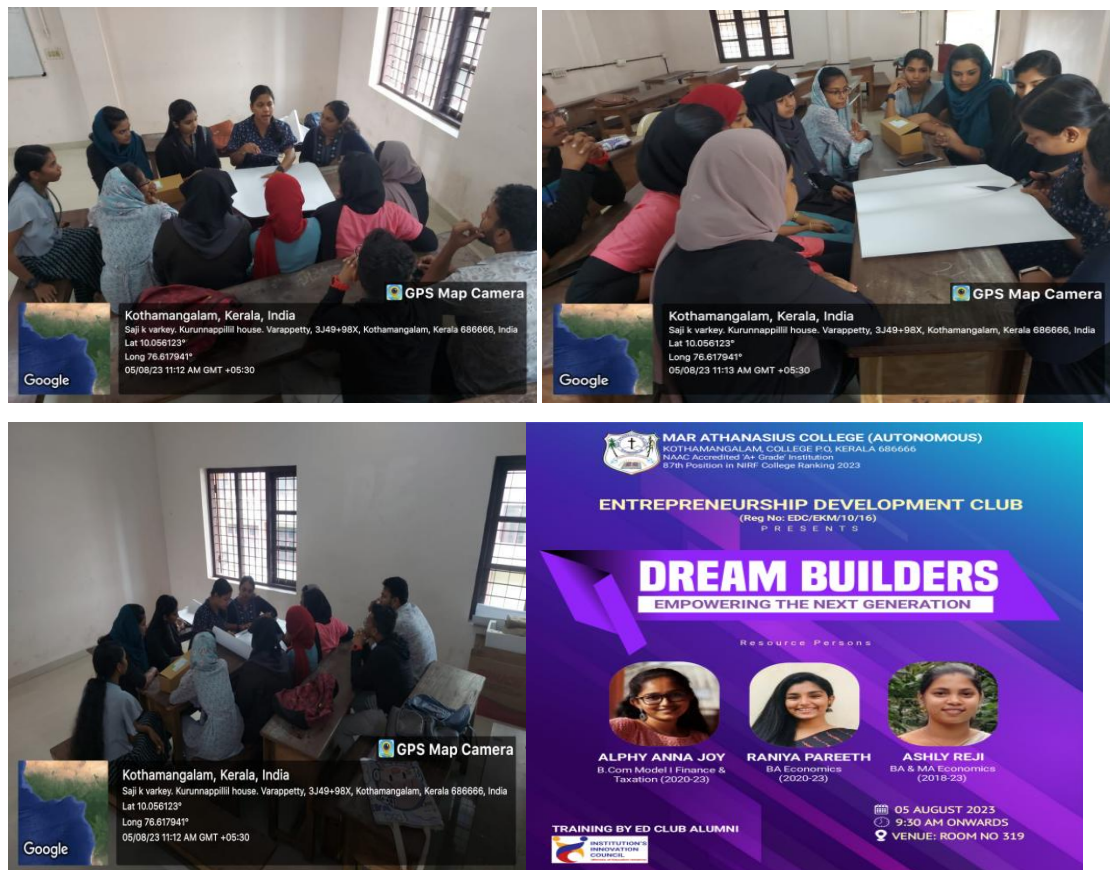 GPS Map Camera
Kothamangalam, Kerala, India
Saji k varkey. Kurunnappillil house. Varappetty, 3J49+98X, Kothamangalam, Kerala 686666, India
Lat 10.056123°
Long 76.617941°
05/08/23 11:12 AM GMT +05:30
Google
GPS Map Camera
Kothamangalam, Kerala, India
Saji k varkey. Kurunnappillil house. Varappetty, 3J49+98X, Kothamangalam, Kerala 686666, India
Lat 10.056123°
Long 76.617941°
05/08/23 11:13 AM GMT +05:30
Google
GPS Map Camera
Kothamangalam, Kerala, India
Saji k varkey. Kurunnappillil house. Varappetty, 3J49+98X, Kothamangalam, Kerala 686666, India
Lat 10.056123°
Long 76.617941°
05/08/23 11:12 AM GMT +05:30
Google
MAR ATHANASIUS COLLEGE (AUTONOMOUS)
KOTHAMANGALAM, COLLEGE P.O, KERALA 686666
NAAC Accredited 'A+ Grade' Institution
87th Position in NIRF College Ranking 2023
ENTREPRENEURSHIP DEVELOPMENT CLUB
(Reg No: EDC/EKM/10/16)
PRESENTS
DREAM BUILDERS
EMPOWERING THE NEXT GENERATION
Resource Persons
ALPHY ANNA JOY
B.Com Model I Finance &
Taxation (2020-23)
RANIYA PAREETH
BA Economics
(2020-23)
ASHLY REJI
BA & MA Economics
(2018-23)
05 AUGUST 2023
9:30 AM ONWARDS
VENUE: ROOM NO 319
TRAINING BY ED CLUB ALUMNI
INSTITUTION'S
INNOVATION
COUNCIL